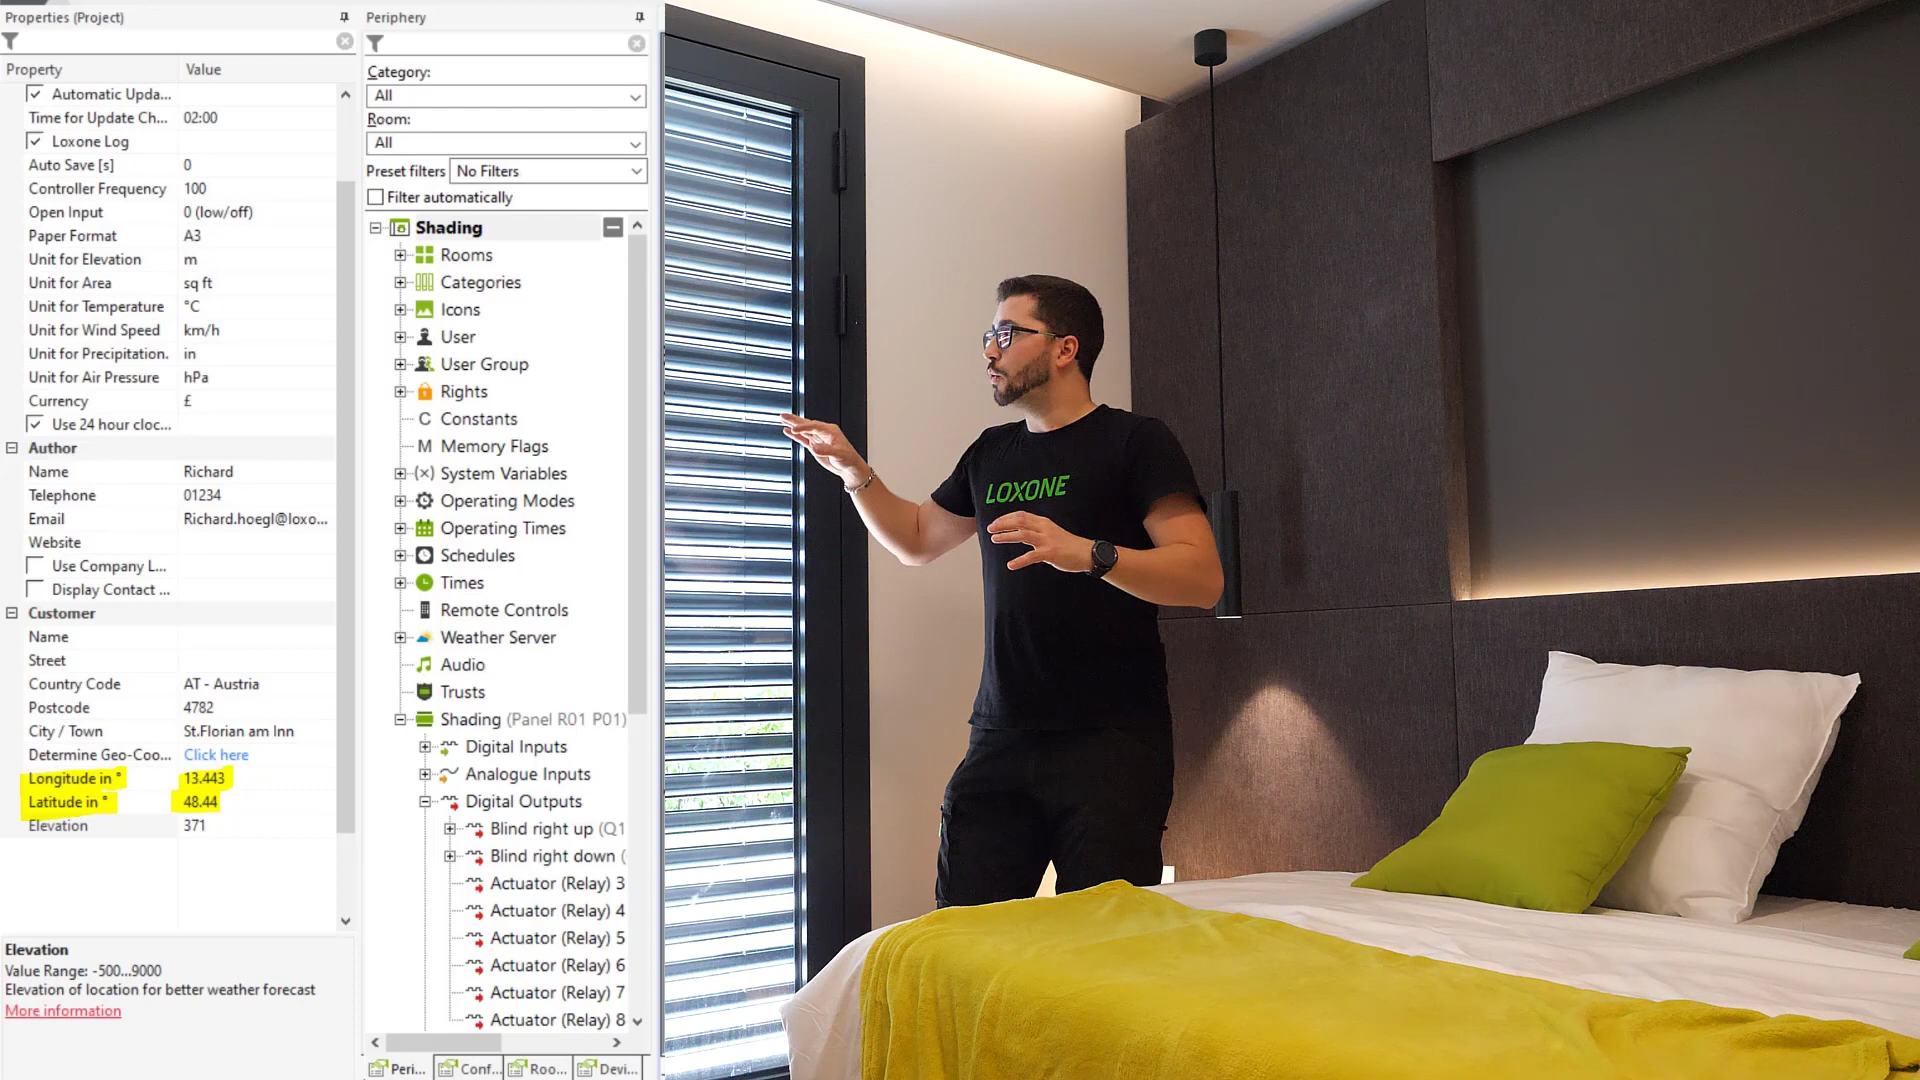 Properties (Project)
Property Value
Automatic Upda...
Time for Update Ch... 02:00
Loxone Log
Auto Save [s] 0
Controller Frequency 100
Open Input 0 (low/off)
Paper Format A3
Unit for Elevation m
Unit for Area sq ft
Unit for Temperature °C
Unit for Wind Speed km/h
Unit for Precipitation. in
Unit for Air Pressure hPa
Currency £
Use 24 hour cloc...
Author
Name Richard
Telephone 01234
Email Richard.hoegl@loxo...
Website
Use Company L...
Display Contact ...
Customer
Name
Street
Country Code AT - Austria
Postcode 4782
City / Town St.Florian am Inn
Determine Geo-Coo... Click here
Longitude in ° 13.443
Latitude in ° 48.44
Elevation 371
Elevation
Value Range: -500...9000
Elevation of location for better weather forecast
More information
Periphery
Category:
All
Room:
All
Preset filters No Filters
Filter automatically
Shading
Rooms
Categories
Icons
User
User Group
Rights
C Constants
M Memory Flags
(×) System Variables
Operating Modes
Operating Times
Schedules
Times
Remote Controls
Weather Server
Audio
Trusts
Shading (Panel R01 P01)
Digital Inputs
Analogue Inputs
Digital Outputs
Blind right up (Q1
Blind right down (
Actuator (Relay) 3
Actuator (Relay) 4
Actuator (Relay) 5
Actuator (Relay) 6
Actuator (Relay) 7
Actuator (Relay) 8
Peri... Conf... Roo... Devi...
LOXONE